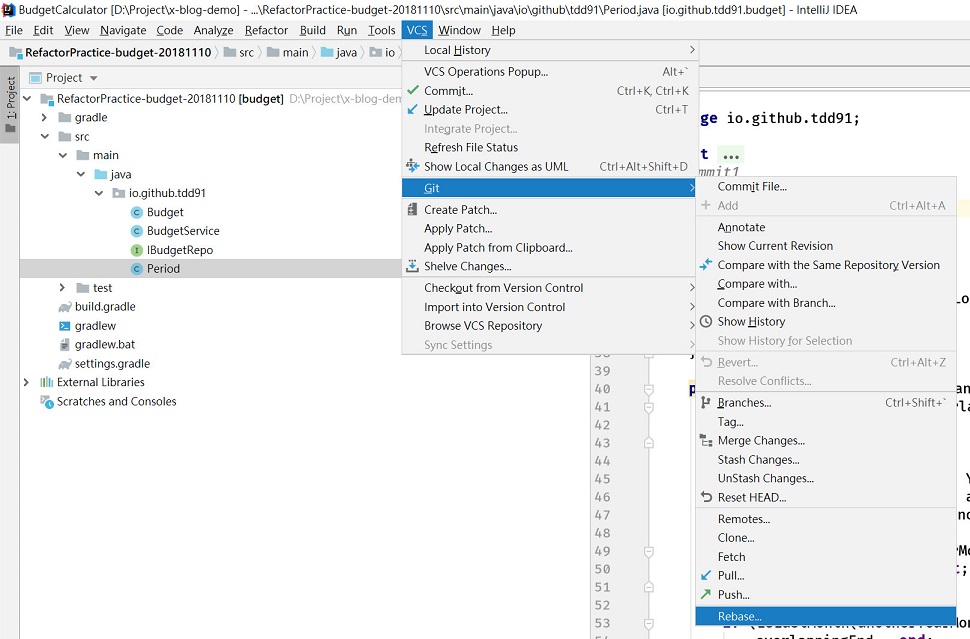 BudgetCalculator [D:\Project\x-blog-demo] - ...\RefactorPractice-budget-20181110\src\main\java\io\github\tdd91\Period.java [io.github.tdd91.budget] - IntelliJ IDEA
File Edit View Navigate Code Analyze Refactor Build Run Tools VCS Window Help
RefactorPractice-budget-20181110 src main java io
1: Project
Project
RefactorPractice-budget-20181110 [budget] D:\Project\x-blog-dem
gradle
src
main
java
io.github.tdd91
Budget
BudgetService
IBudgetRepo
Period
test
build.gradle
gradlew
gradlew.bat
settings.gradle
External Libraries
Scratches and Consoles
Local History
VCS Operations Popup... Alt+`
Commit... Ctrl+K, Ctrl+K
Update Project... Ctrl+T
Integrate Project...
Refresh File Status
Show Local Changes as UML Ctrl+Alt+Shift+D
Git
Create Patch...
Apply Patch...
Apply Patch from Clipboard...
Shelve Changes...
Checkout from Version Control
Import into Version Control
Browse VCS Repository
Sync Settings
Commit File...
Add Ctrl+Alt+A
Annotate
Show Current Revision
Compare with the Same Repository Version
Compare with...
Compare with Branch...
Show History
Show History for Selection
Revert... Ctrl+Alt+Z
Resolve Conflicts...
Branches... Ctrl+Shift+`
Tag...
Merge Changes...
Stash Changes...
UnStash Changes...
Reset HEAD...
Remotes...
Clone...
Fetch
Pull...
Push...
Rebase...
ge io.github.tdd91;
t ...
mmit1
39
40
41
42
43
44
45
46
47
48
49
50
51
52
53